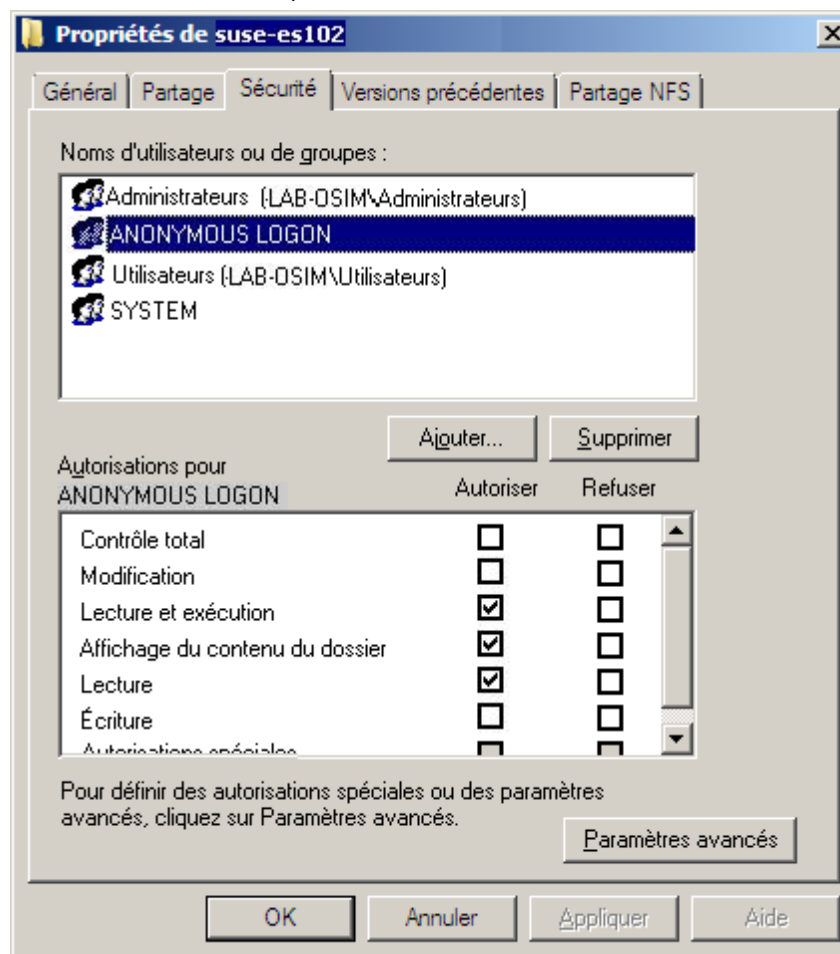 Propriétés de suse-es102
Général Partage Sécurité Versions précédentes Partage NFS
Noms d'utilisateurs ou de groupes :
Administrateurs (-LAB-OSIM\Administrateurs)
ANONYMOUS LOGON
Utilisateurs (-LAB-OSIM\Utilisateurs)
SYSTEM
Ajouter... Supprimer
Autorisations pour
ANONYMOUS LOGON Autoriser Refuser
Contrôle total
Modification
Lecture et exécution
Affichage du contenu du dossier
Lecture
Écriture
Autorisations spéciales
Pour définir des autorisations spéciales ou des paramètres
avancés, cliquez sur Paramètres avancés.
Paramètres avancés
OK Annuler Appliquer Aide